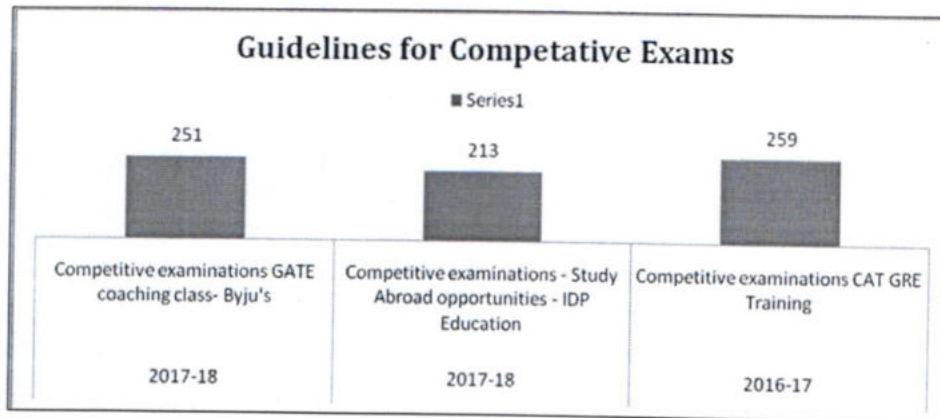 Guidelines for Competative Exams
Series1
251
213
259
Competitive examinations GATE
coaching class- Byju's
Competitive examinations - Study
Abroad opportunities - IDP
Education
Competitive examinations CAT GRE
Training
2017-18
2017-18
2016-17